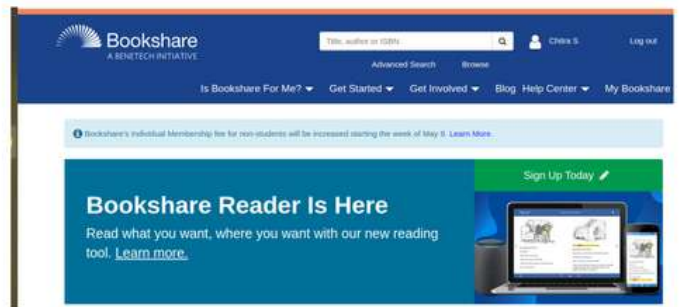 Bookshare
A BENETECH INITIATIVE
Title, author or ISBN
Chitra S.
Log out
Advanced Search Browse
Is Bookshare For Me? Get Started Get Involved Blog Help Center My Bookshare
Bookshare's Individual Membership fee for non-students will be increased starting the week of May 8. Learn More.
Sign Up Today
Bookshare Reader Is Here
Read what you want, where you want
with our new reading
tool. Learn more.